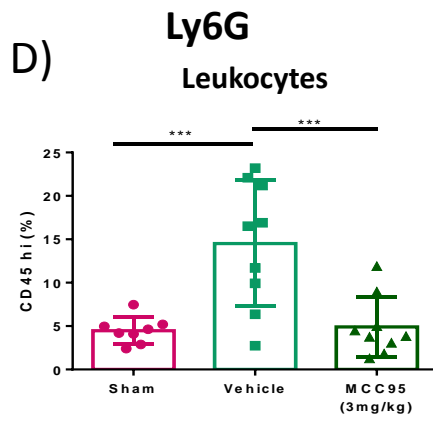 Ly6G
D)
Leukocytes
*** ***
25
20
15
10
5
0
CD45 hi (%)
Sham Vehicle MCC95
(3mg/kg)